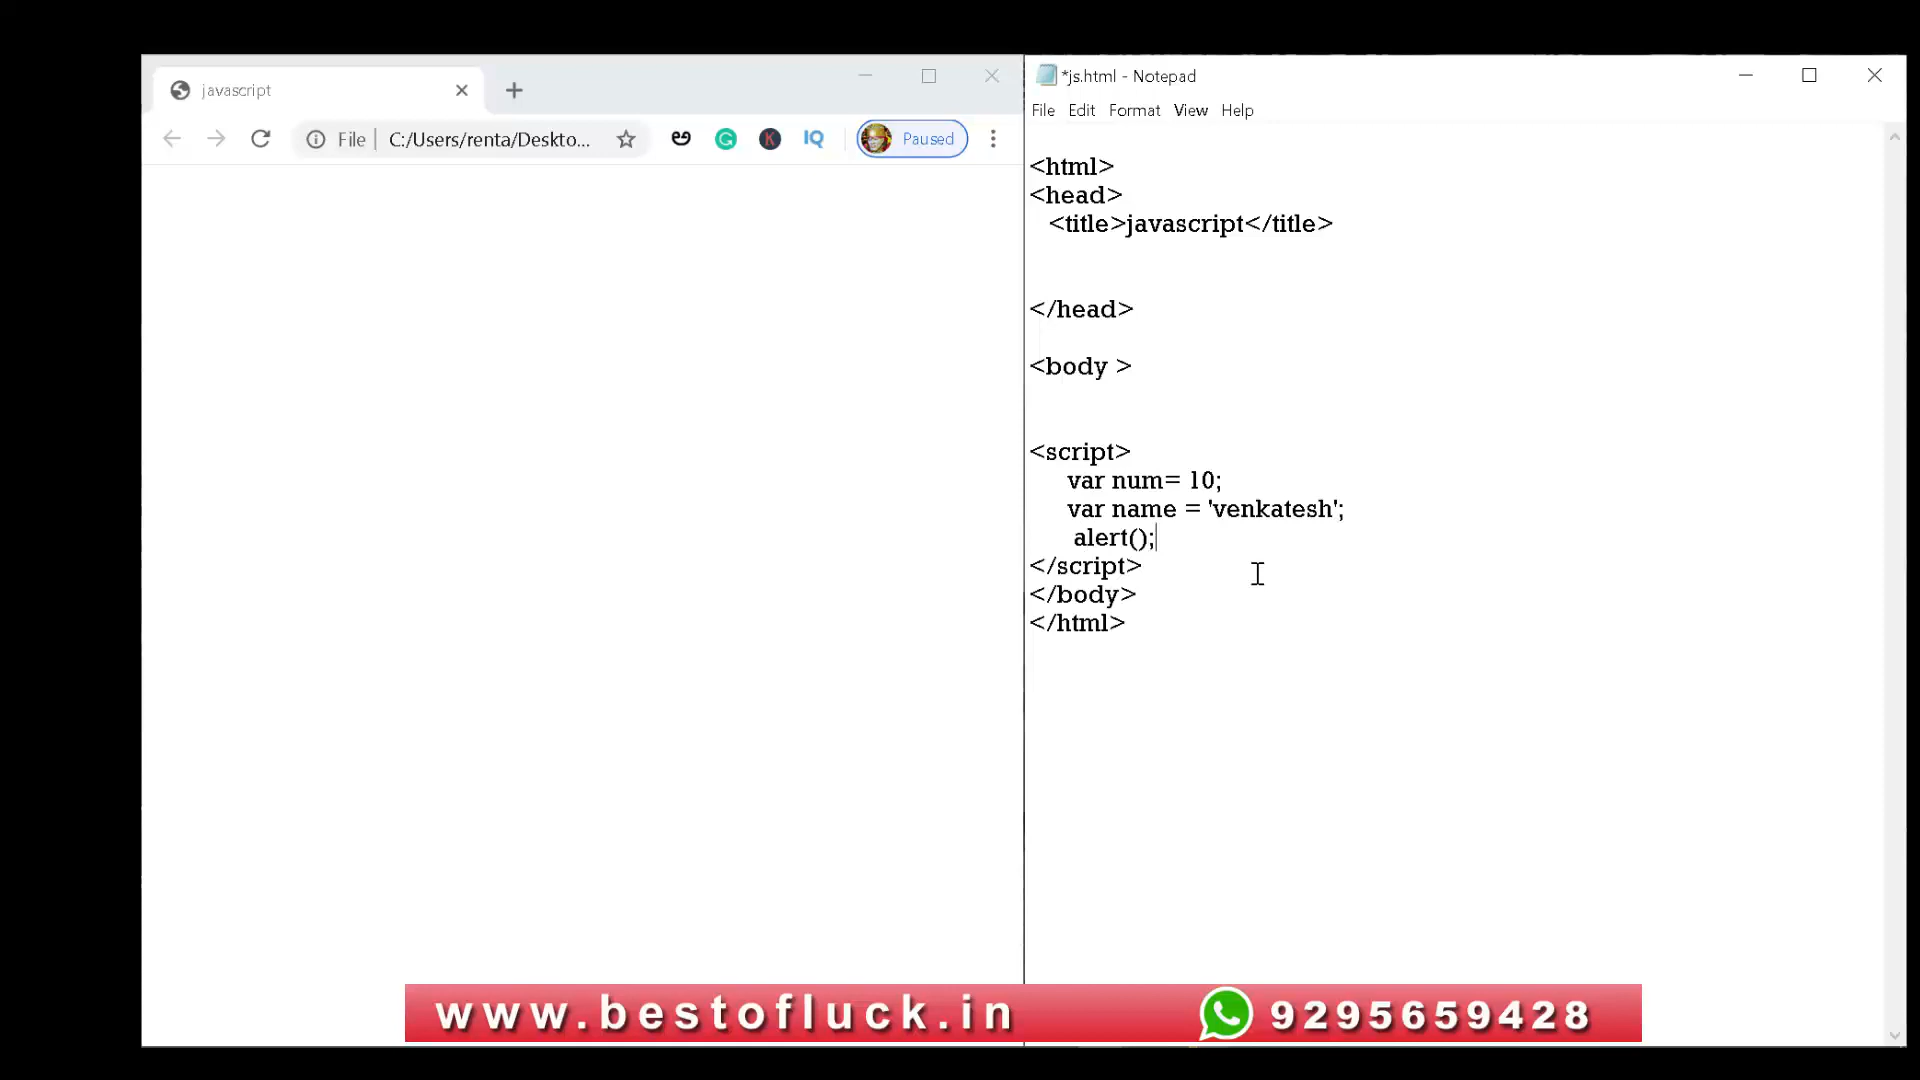 javascript
File
C:/Users/renta/Deskto...
K
IQ
Paused
*js.html - Notepad
File Edit Format View Help
<html>
<head>
<title>javascript</title>
</head>
<body >
<script>
var num= 10;
var name = 'venkatesh';
alert();
</script>
</body>
</html>
www.bestofluck.in
9295659428